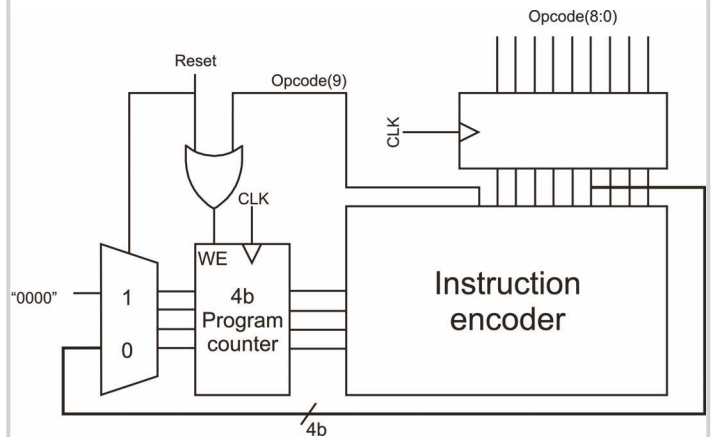 Opcode(8:0)
Reset
Opcode(9)
CLK
CLK
WE
"0000"
1
0
4b
Program
counter
Instruction
encoder
4b